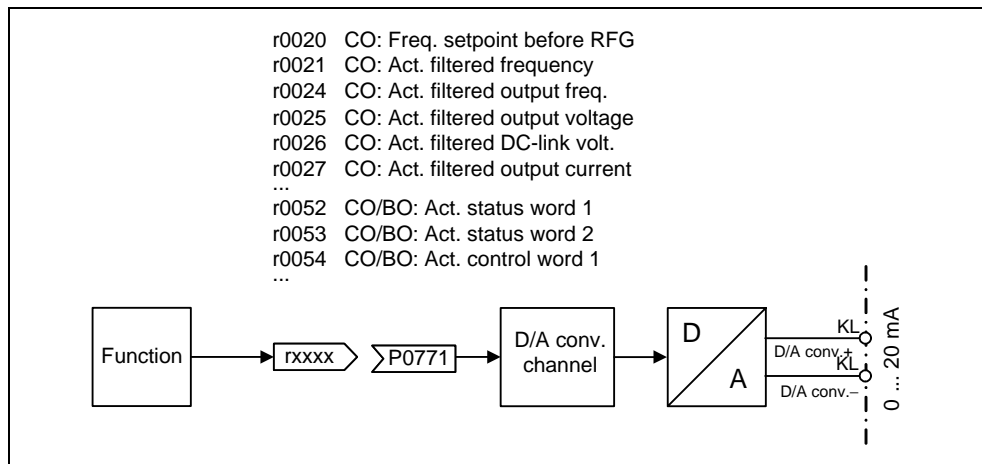 r0020 CO: Freq. setpoint before RFG
r0021 CO: Act. filtered frequency
r0024 CO: Act. filtered output freq.
r0025 CO: Act. filtered output voltage
r0026 CO: Act. filtered DC-link volt.
r0027 CO: Act. filtered output current
...
r0052 CO/BO: Act. status word 1
r0053 CO/BO: Act. status word 2
r0054 CO/BO: Act. control word 1
...
Function
rxxxx
P0771
D/A conv.
channel
D
A
KL
D/A conv.+
KL
D/A conv.–
0 ... 20 mA